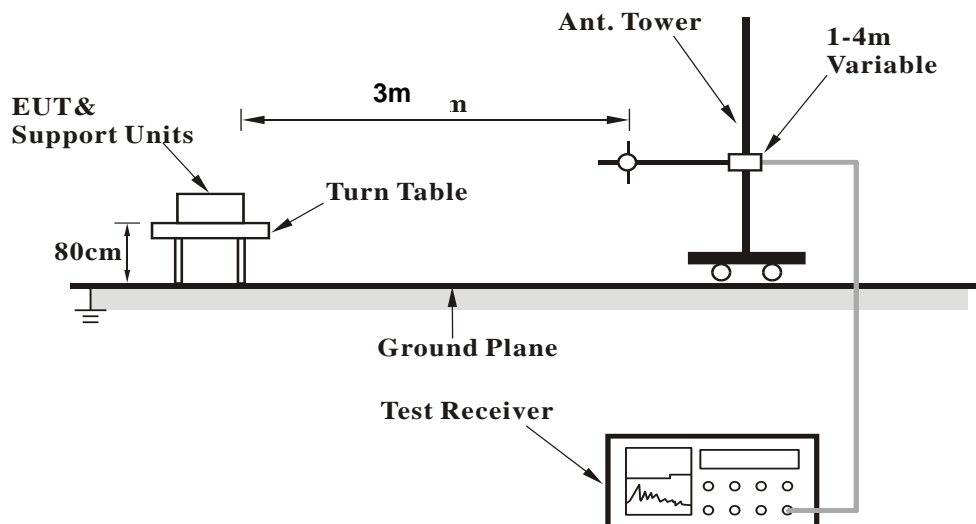 Ant. Tower
1-4m
Variable
3m
m
EUT&
Support Units
Turn Table
80cm
Ground Plane
Test Receiver